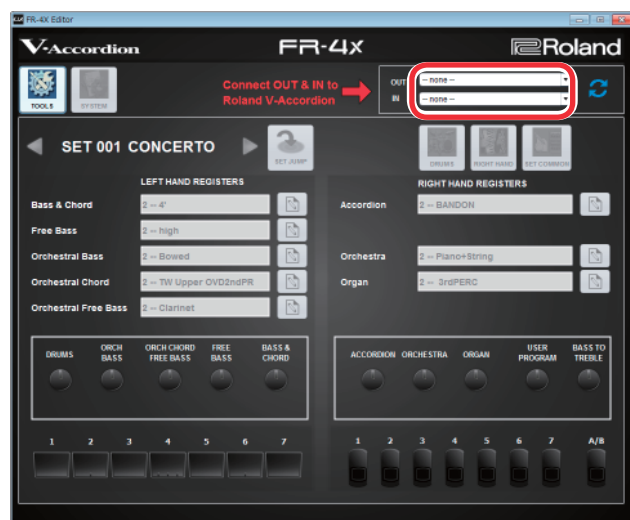 FR-4X Editor
V-Accordion FR-4X Roland
TOOLS SYSTEM
Connect OUT & IN to
Roland V-Accordion
OUT -- none --
IN -- none --
SET 001 CONCERTO
SET JUMP
DRUMS RIGHT HAND SET COMMON
LEFT HAND REGISTERS
Bass & Chord 2 -- 4'
Free Bass 2 -- high
Orchestral Bass 2 -- Bowed
Orchestral Chord 2 -- TW Upper OVD2ndPR
Orchestral Free Bass 2 -- Clarinet
RIGHT HAND REGISTERS
Accordion 2 -- BANDON
Orchestra 2 -- Piano+String
Organ 2 -- 3rdPERC
DRUMS
ORCH
BASS
ORCH CHORD
FREE BASS
FREE
BASS
BASS &
CHORD
ACCORDION ORCHESTRA ORGAN
USER
PROGRAM
BASS TO
TREBLE
1 2 3 4 5 6 7
1 2 3 4 5 6 7 A/B